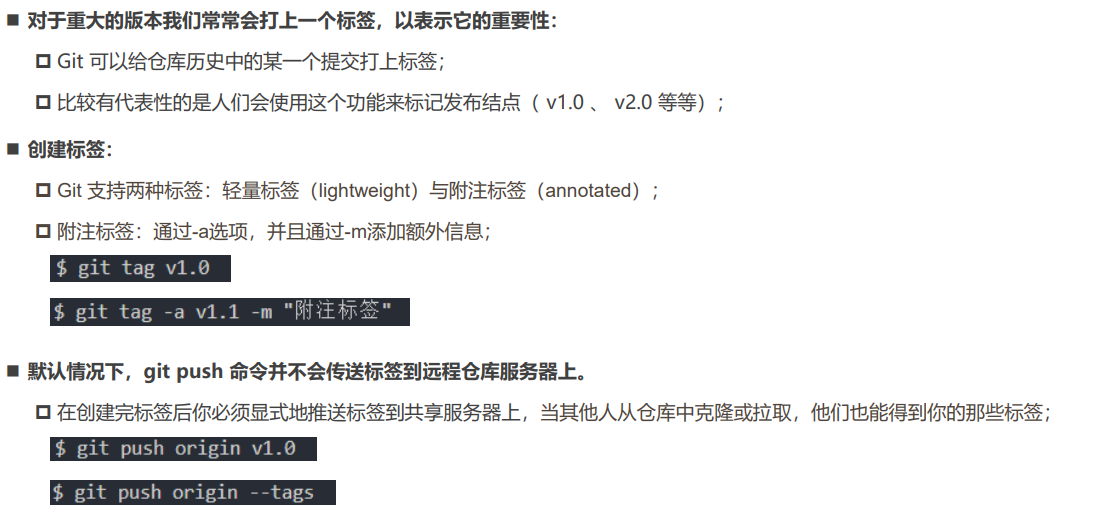 对于重大的版本我们常常会打上一个标签，以表示它的重要性：
Git 可以给仓库历史中的某一个提交打上标签；
比较有代表性的是人们会使用这个功能来标记发布结点（ v1.0 、 v2.0 等等）；
创建标签：
Git 支持两种标签：轻量标签（lightweight）与附注标签（annotated）；
附注标签：通过-a选项，并且通过-m添加额外信息；
$ git tag v1.0
$ git tag -a v1.1 -m "附注标签"
默认情况下，git push 命令并不会传送标签到远程仓库服务器上。
在创建完标签后你必须显式地推送标签到共享服务器上，当其他人从仓库中克隆或拉取，他们也能得到你的那些标签；
$ git push origin v1.0
$ git push origin --tags